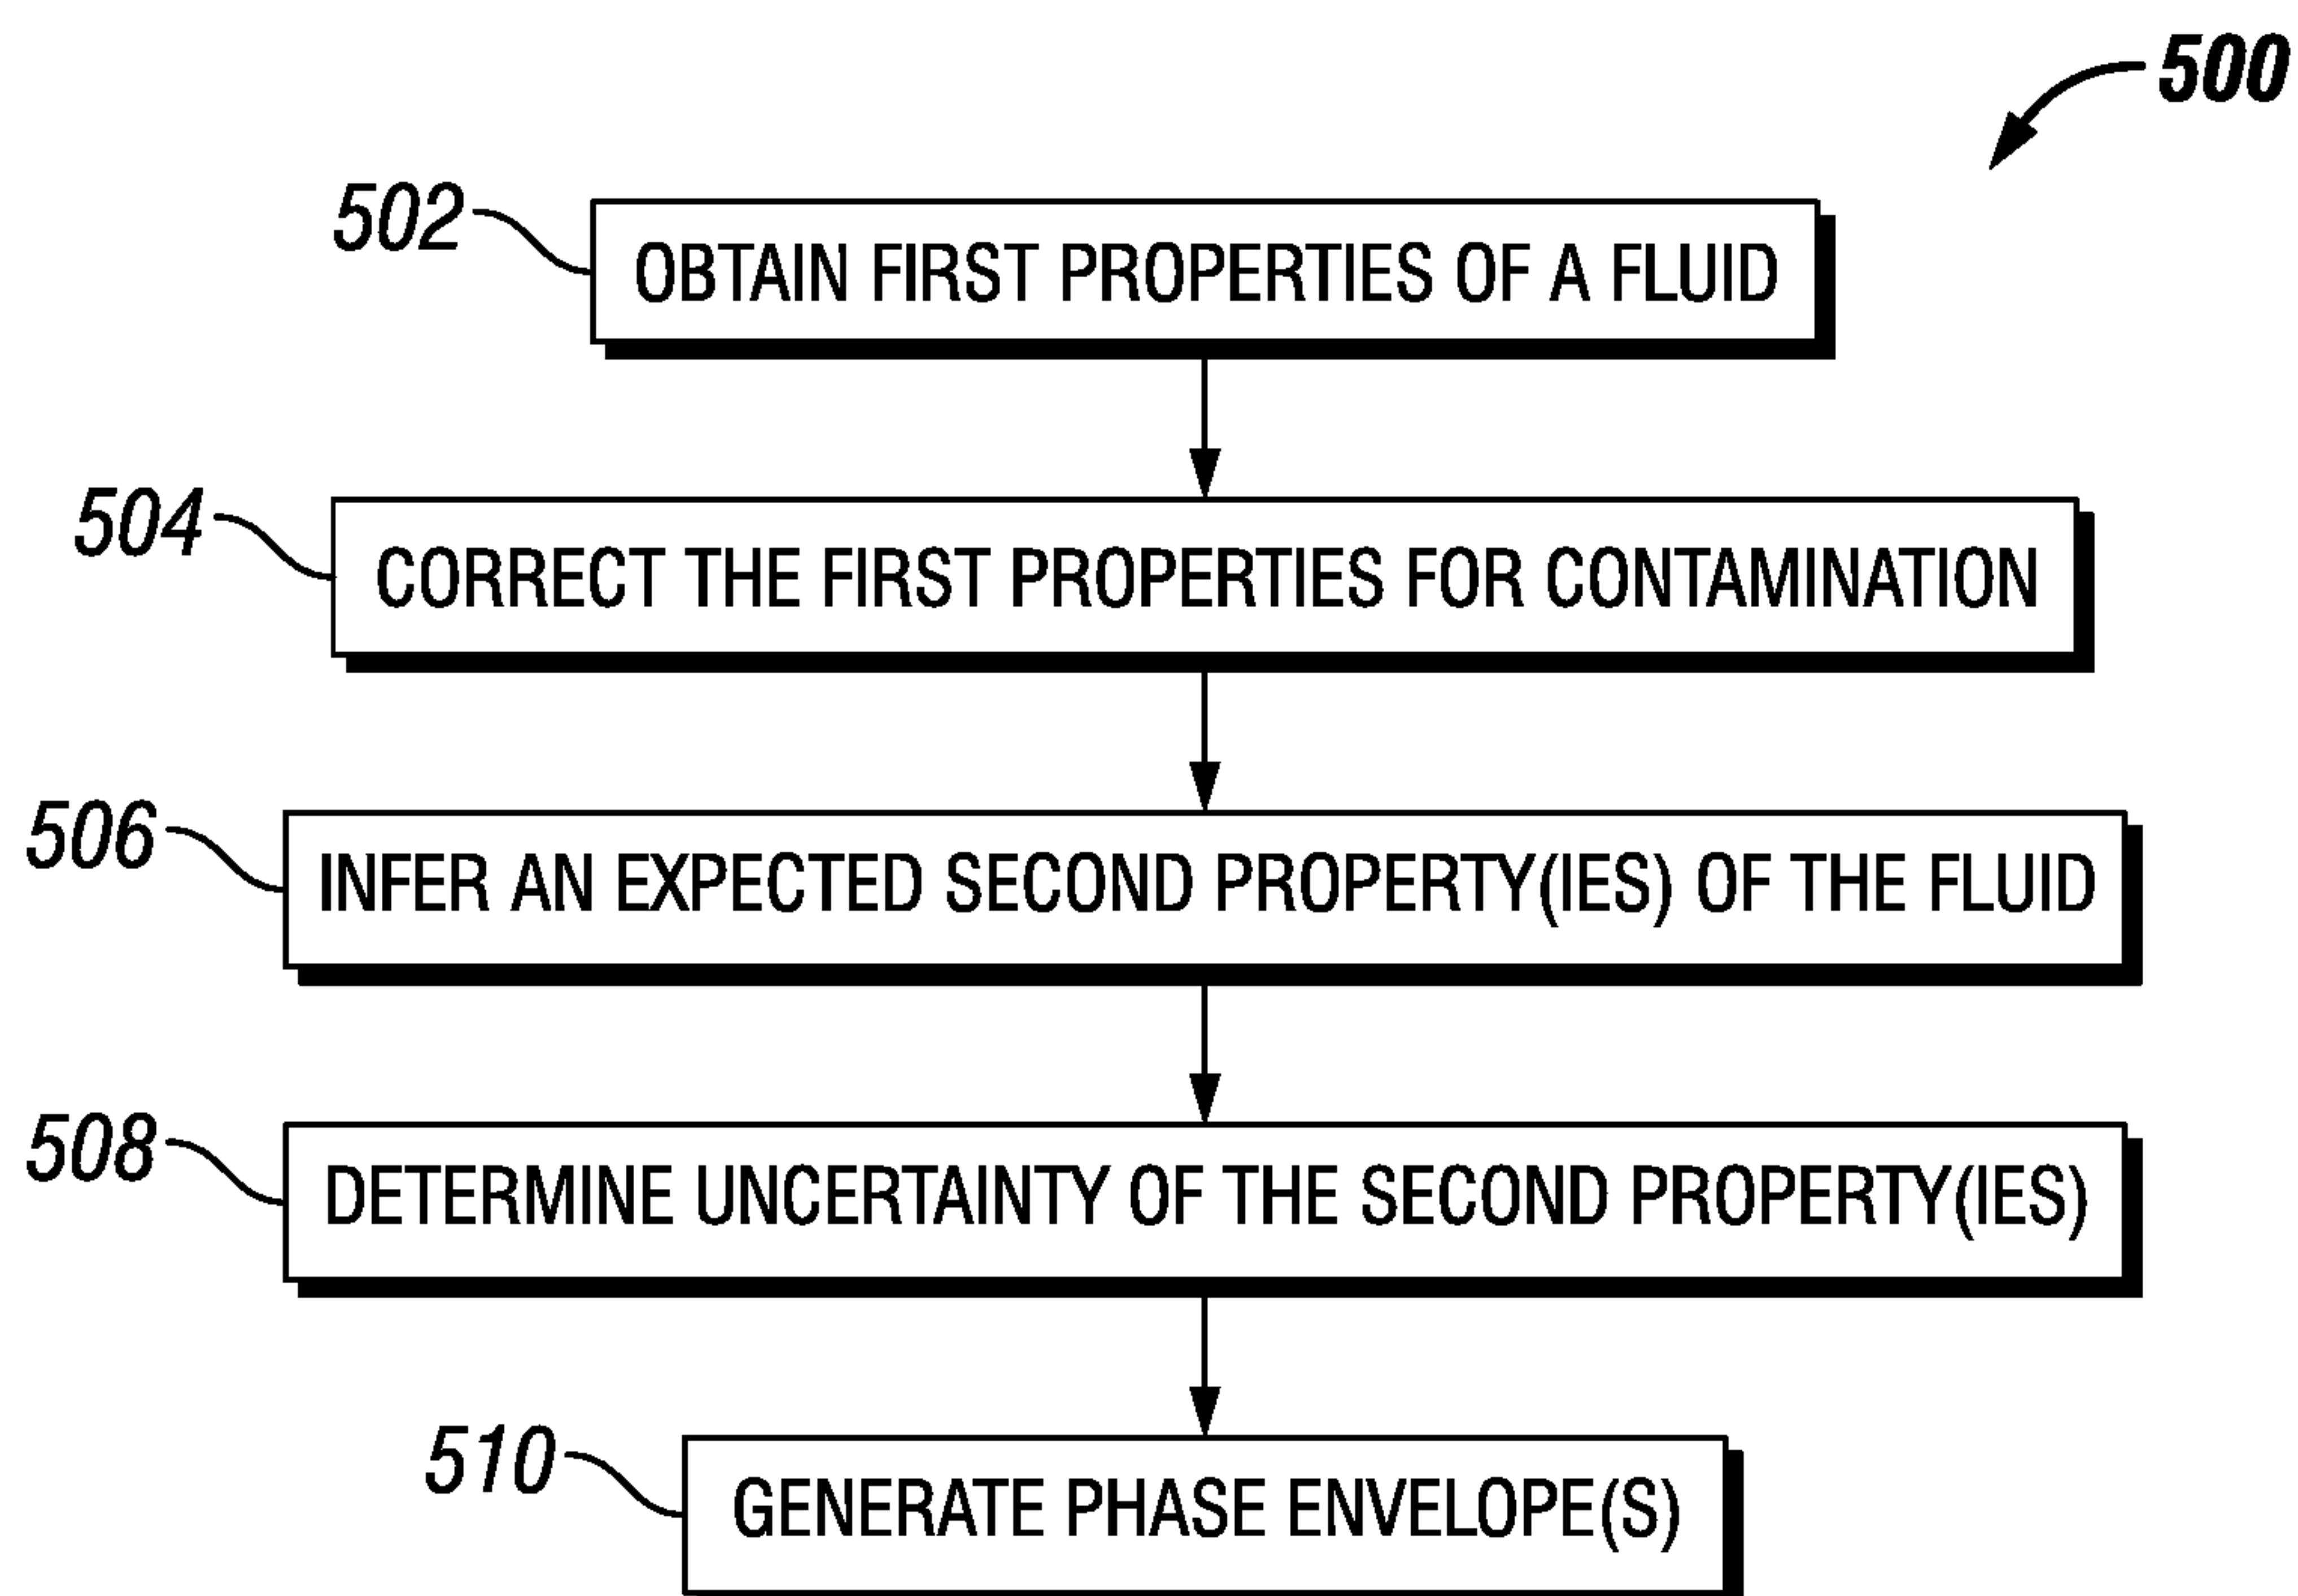 500
502
OBTAIN FIRST PROPERTIES OF A FLUID
504
CORRECT THE FIRST PROPERTIES FOR CONTAMINATION
506
INFER AN EXPECTED SECOND PROPERTY(IES) OF THE FLUID
508
DETERMINE UNCERTAINTY OF THE SECOND PROPERTY(IES)
510
GENERATE PHASE ENVELOPE(S)